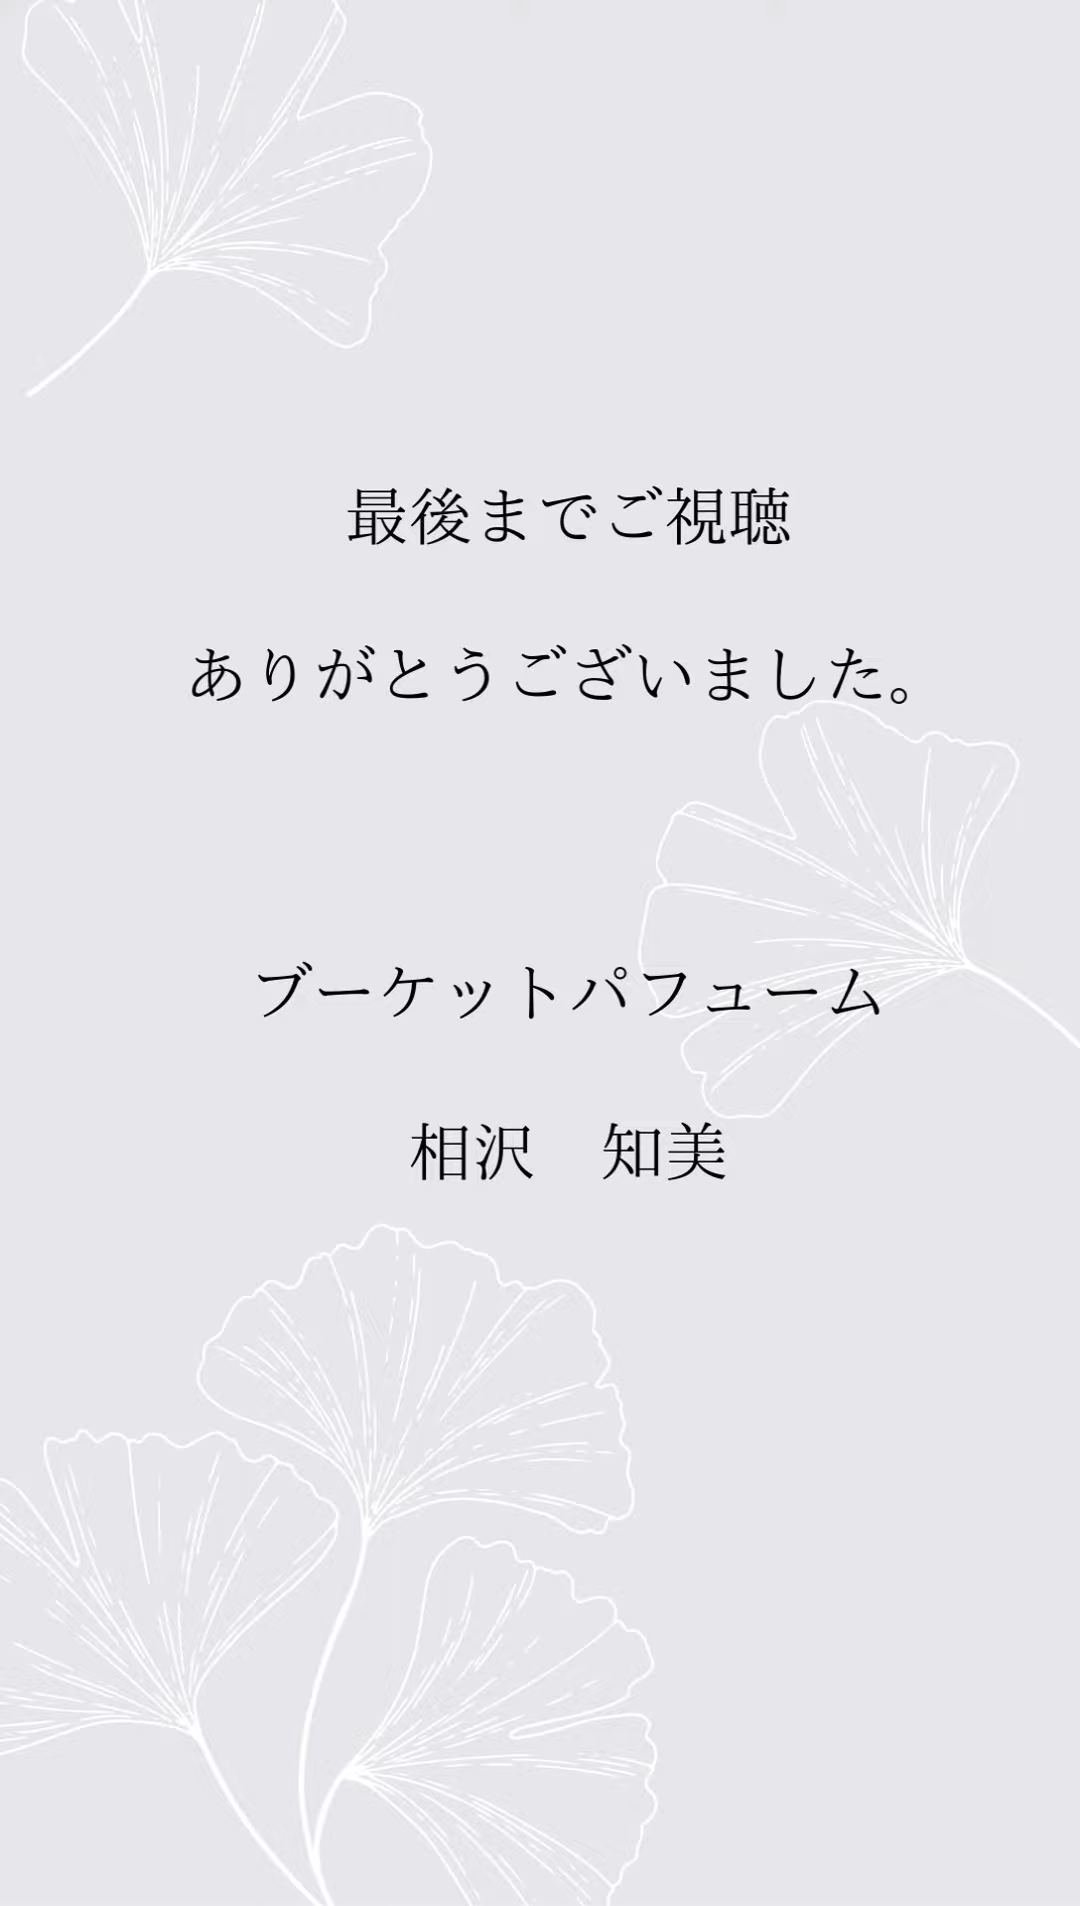 最後までご視聴
ありがとうございました。
ブーケットパフューム
相沢　知美